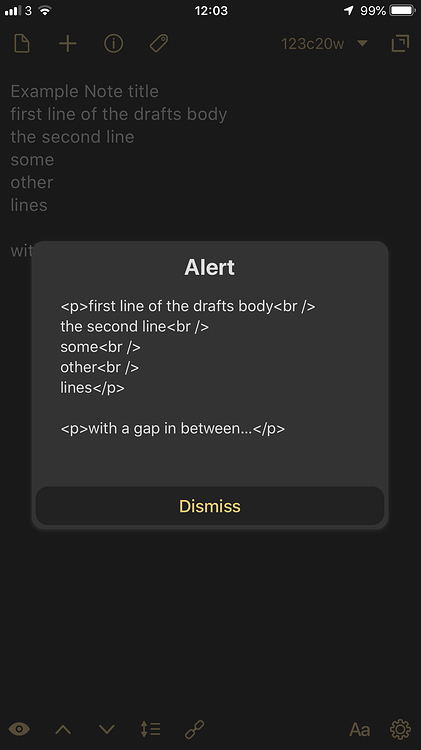 3 12:03 99%
123c20w
Example Note title
first line of the drafts body
the second line
some
other
lines
wit
Alert
<p>first line of the drafts body<br />
the second line<br />
some<br />
other<br />
lines</p>
<p>with a gap in between...</p>
Dismiss
Aa